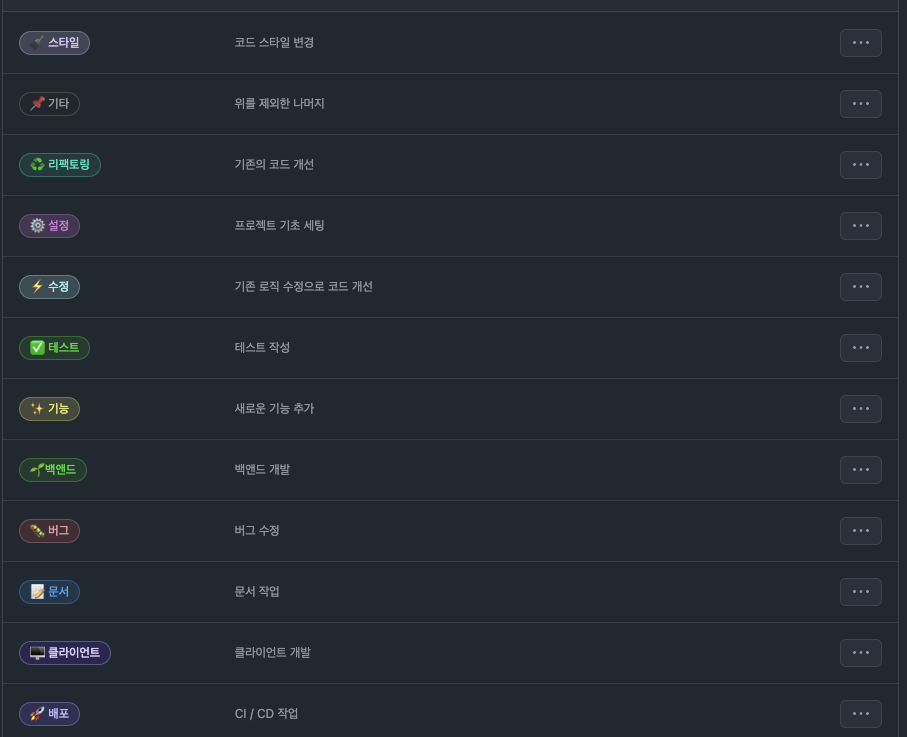 🧹 스타일 코드 스타일 변경 ...
📌 기타 위를 제외한 나머지 ...
♻️ 리팩토링 기존의 코드 개선 ...
⚙️ 설정 프로젝트 기초 세팅 ...
⚡ 수정 기존 로직 수정으로 코드 개선 ...
✅ 테스트 테스트 작성 ...
✨ 기능 새로운 기능 추가 ...
🌱백앤드 백앤드 개발 ...
🐛 버그 버그 수정 ...
📝 문서 문서 작업 ...
🖥️ 클라이언트 클라이언트 개발 ...
🚀 배포 CI / CD 작업 ...